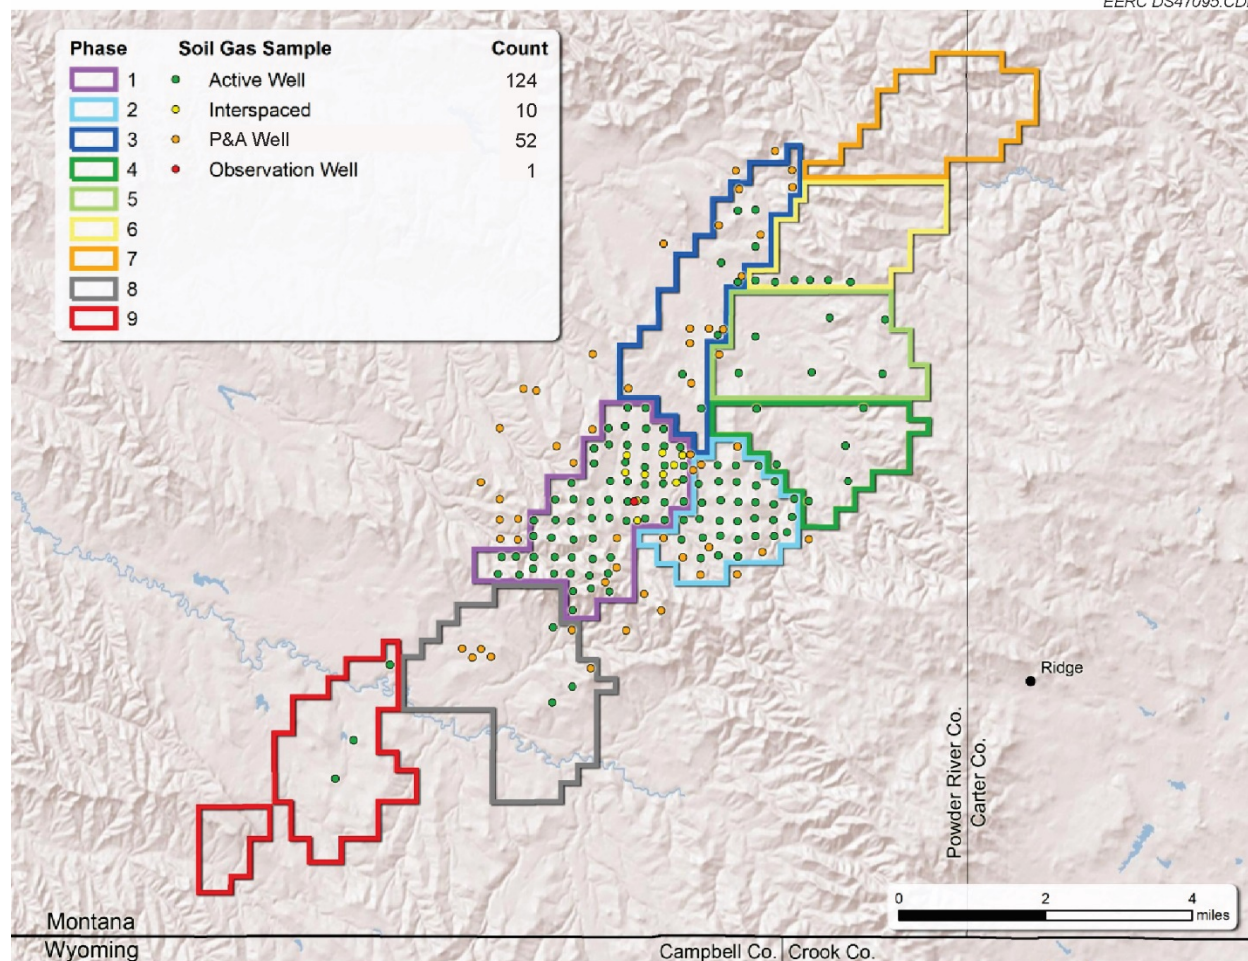 EERC DS47095.CDR
Phase Soil Gas Sample Count
1 Active Well 124
2 Interspaced 10
3 P&A Well 52
4 Observation Well 1
5
6
7
8
9
Ridge
Powder River Co.
Carter Co.
0 2 4
miles
Montana
Wyoming
Campbell Co. Crook Co.